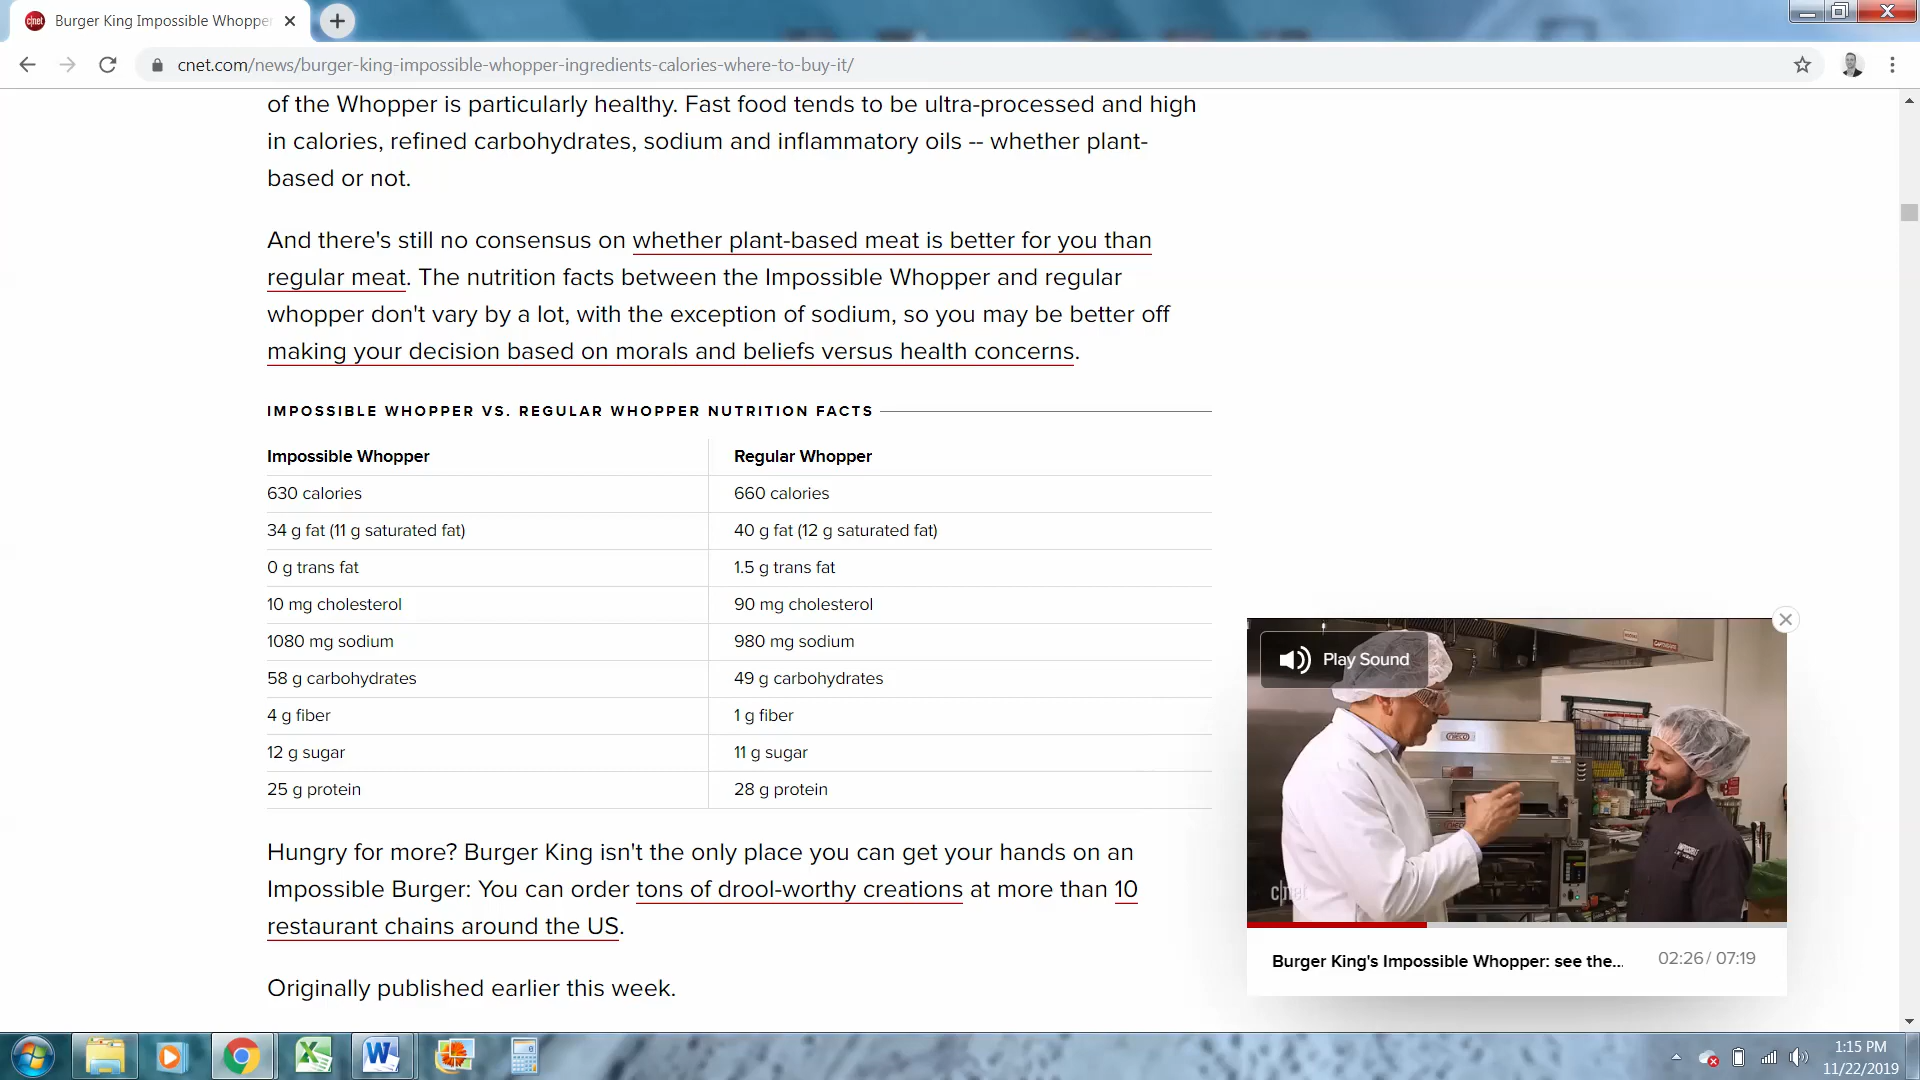 Burger King Impossible Whopper
cnet.com/news/burger-king-impossible-whopper-ingredients-calories-where-to-buy-it/
of the Whopper is particularly healthy. Fast food tends to be ultra-processed and high
in calories, refined carbohydrates, sodium and inflammatory oils -- whether plant-
based or not.
And there's still no consensus on whether plant-based meat is better for you than
regular meat. The nutrition facts between the Impossible Whopper and regular
whopper don't vary by a lot, with the exception of sodium, so you may be better off
making your decision based on morals and beliefs versus health concerns.
IMPOSSIBLE WHOPPER VS. REGULAR WHOPPER NUTRITION FACTS
Impossible Whopper Regular Whopper
630 calories 660 calories
34 g fat (11 g saturated fat) 40 g fat (12 g saturated fat)
0 g trans fat 1.5 g trans fat
10 mg cholesterol 90 mg cholesterol
1080 mg sodium 980 mg sodium
58 g carbohydrates 49 g carbohydrates
4 g fiber 1 g fiber
12 g sugar 11 g sugar
25 g protein 28 g protein
Hungry for more? Burger King isn't the only place you can get your hands on an
Impossible Burger: You can order tons of drool-worthy creations at more than 10
restaurant chains around the US.
Originally published earlier this week.
Play Sound
NIECO
IMPOSSIBLE
c|net
Burger King's Impossible Whopper: see the...
02:26 / 07:19
1:15 PM
11/22/2019